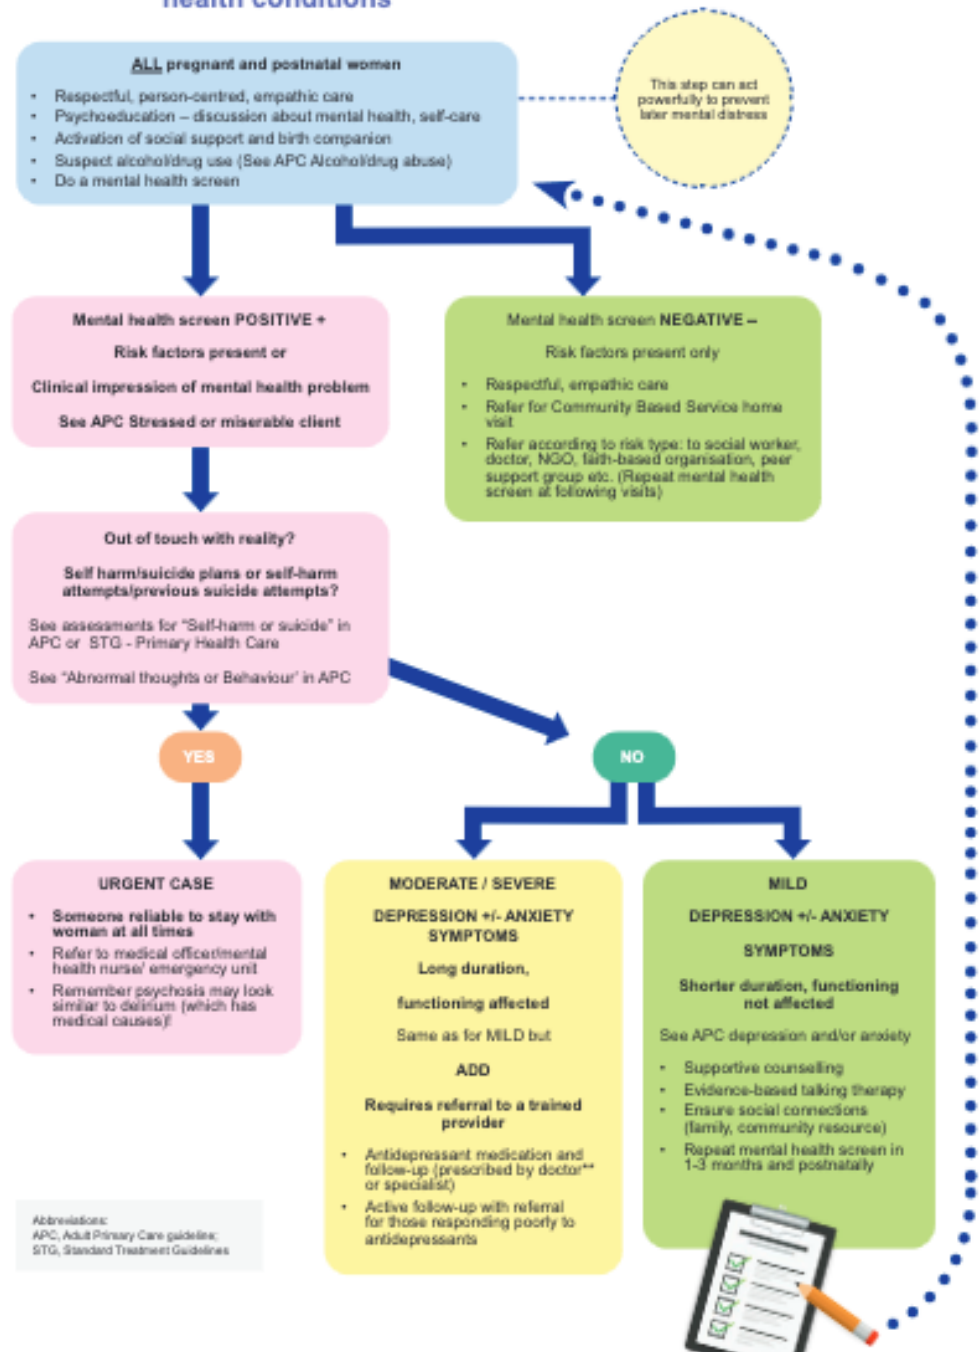 health conditions
ALL pregnant and postnatal women
• Respectful, person-centred, empathic care
• Psychoeducation – discussion about mental health, self-care
• Activation of social support and birth companion
• Suspect alcohol/drug use (See APC Alcohol/drug abuse)
• Do a mental health screen
This step can act
powerfully to prevent
later mental distress
Mental health screen POSITIVE +
Risk factors present or
Clinical impression of mental health problem
See APC Stressed or miserable client
Mental health screen NEGATIVE –
Risk factors present only
• Respectful, empathic care
• Refer for Community Based Service home
visit
• Refer according to risk type: to social worker,
doctor, NGO, faith-based organisation, peer
support group etc. (Repeat mental health
screen at following visits)
Out of touch with reality?
Self harm/suicide plans or self-harm
attempts/previous suicide attempts?
See assessments for “Self-harm or suicide” in
APC or STG - Primary Health Care
See “Abnormal thoughts or Behaviour’ in APC
YES
NO
URGENT CASE
• Someone reliable to stay with
woman at all times
• Refer to medical officer/mental
health nurse/ emergency unit
• Remember psychosis may look
similar to delirium (which has
medical causes)!
MODERATE / SEVERE
DEPRESSION +/- ANXIETY
SYMPTOMS
Long duration,
functioning affected
Same as for MILD but
ADD
Requires referral to a trained
provider
• Antidepressant medication and
follow-up (prescribed by doctor**
or specialist)
• Active follow-up with referral
for those responding poorly to
antidepressants
MILD
DEPRESSION +/- ANXIETY
SYMPTOMS
Shorter duration, functioning
not affected
See APC depression and/or anxiety
• Supportive counselling
• Evidence-based talking therapy
• Ensure social connections
(family, community resource)
• Repeat mental health screen in
1-3 months and postnatally
Abbreviations:
APC, Adult Primary Care guideline;
STG, Standard Treatment Guidelines